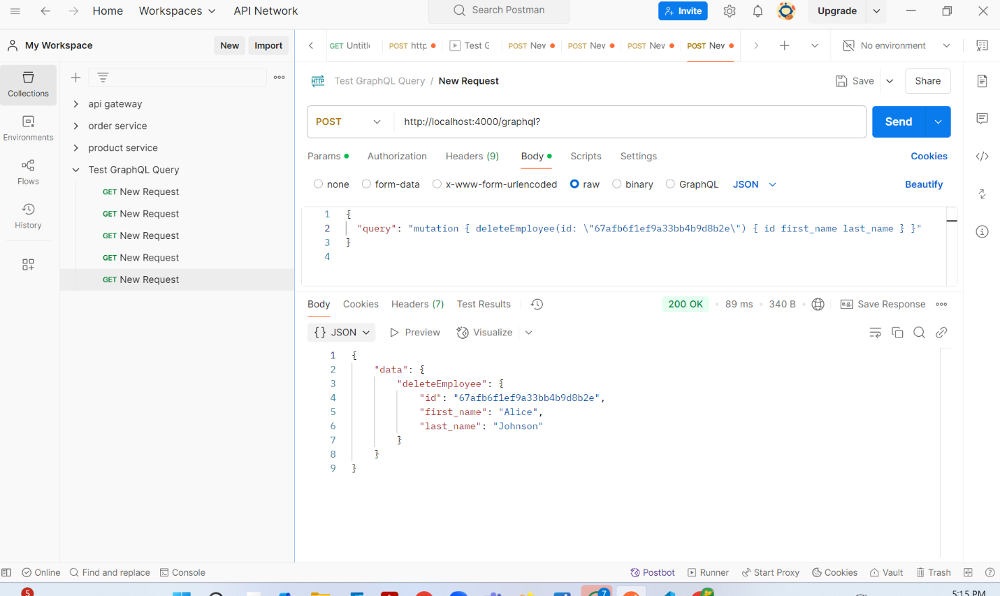 Home Workspaces API Network Search Postman Invite Upgrade
My Workspace New Import GET Untitl POST http Test G POST Nev POST Nev POST Nev POST Nev No environment
Collections
Environments
Flows
History
api gateway
order service
product service
Test GraphQL Query
GET New Request
GET New Request
GET New Request
GET New Request
GET New Request
HTTP Test GraphQL Query / New Request Save Share
POST http://localhost:4000/graphql? Send
Params Authorization Headers (9) Body Scripts Settings Cookies
none form-data x-www-form-urlencoded raw binary GraphQL JSON Beautify
1 {
2 "query": "mutation { deleteEmployee(id: \"67afb6f1ef9a33bb4b9d8b2e\") { id first_name last_name } }"
3 }
4
Body Cookies Headers (7) Test Results 200 OK 89 ms 340 B e.g. Save Response
{} JSON Preview Visualize
1 {
2 "data": {
3 "deleteEmployee": {
4 "id": "67afb6f1ef9a33bb4b9d8b2e",
5 "first_name": "Alice",
6 "last_name": "Johnson"
7 }
8 }
9 }
Online Find and replace Console Postbot Runner Start Proxy Cookies Vault Trash
5 7 5:15 PM